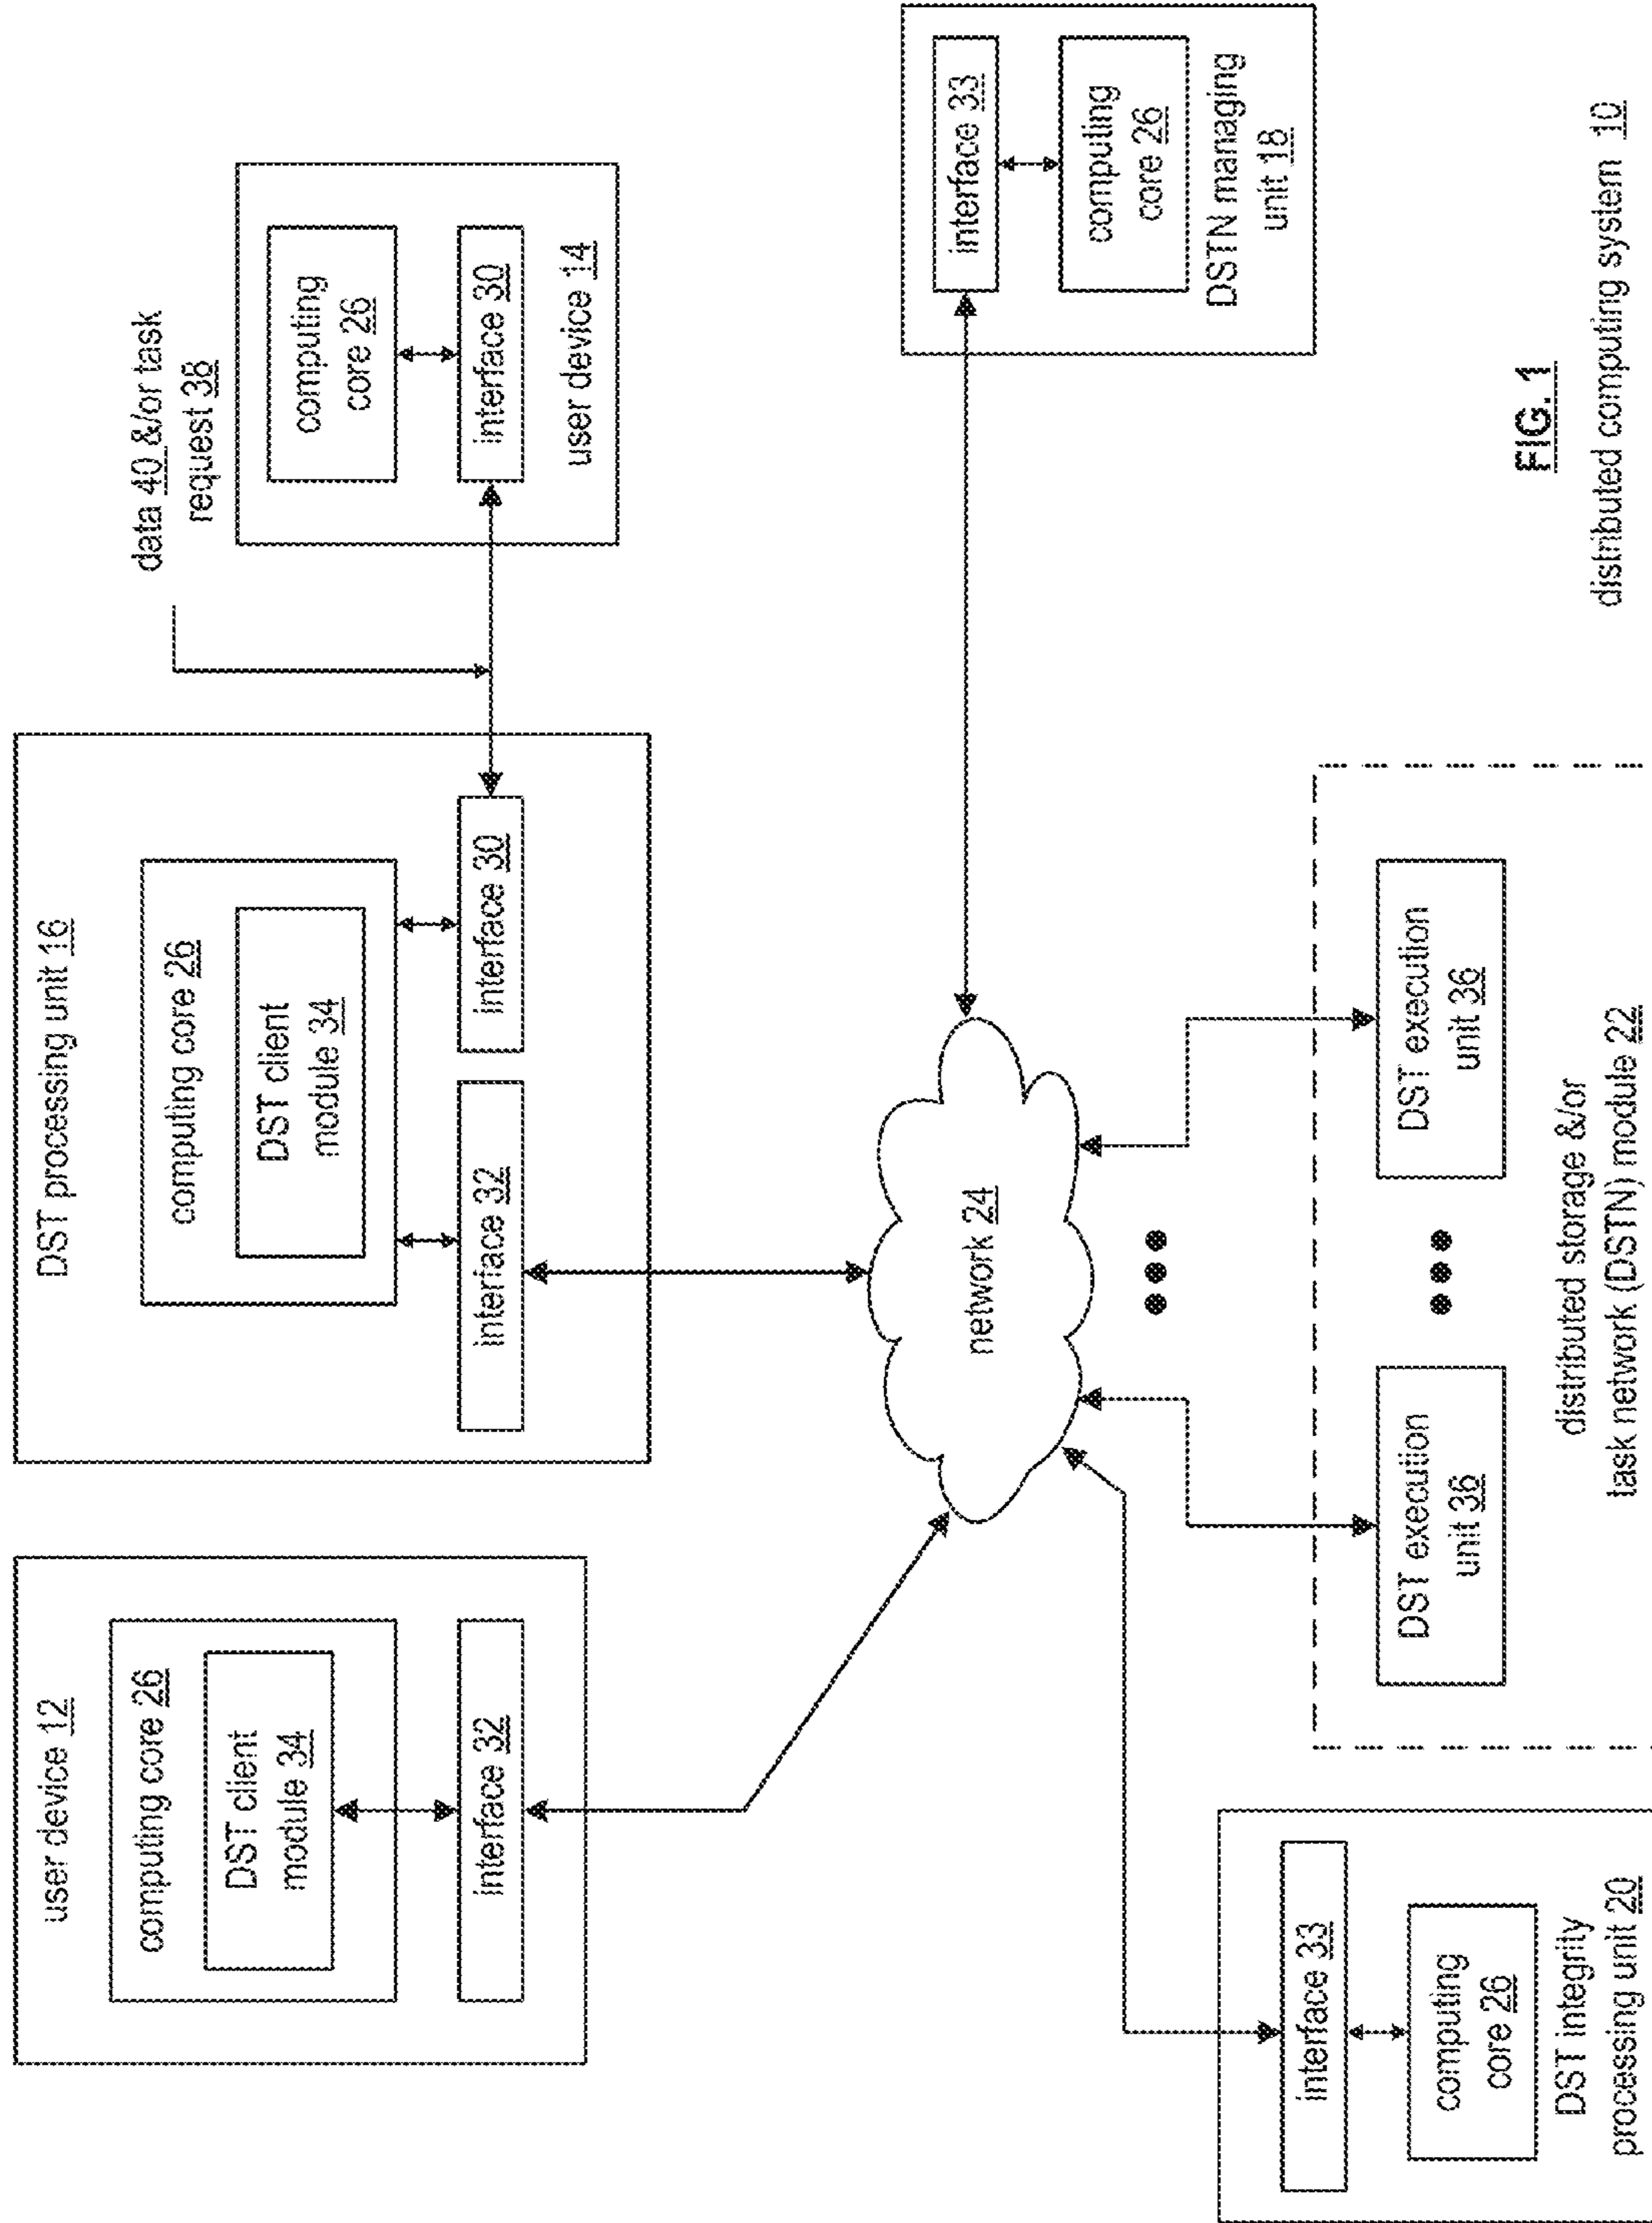 user device 12
computing core 26
DST client
module 34
interface 32
DST processing unit 16
computing core 26
DST client
module 34
interface 32
interface 30
data 40 &/or task
request 38
computing
core 26
interface 30
user device 14
network 24
interface 33
computing
core 26
DSTN managing
unit 18
interface 33
computing
core 26
DST integrity
processing unit 20
DST execution
unit 36
DST execution
unit 36
distributed storage &/or
task network (DSTN) module 22
FIG. 1
distributed computing system 10